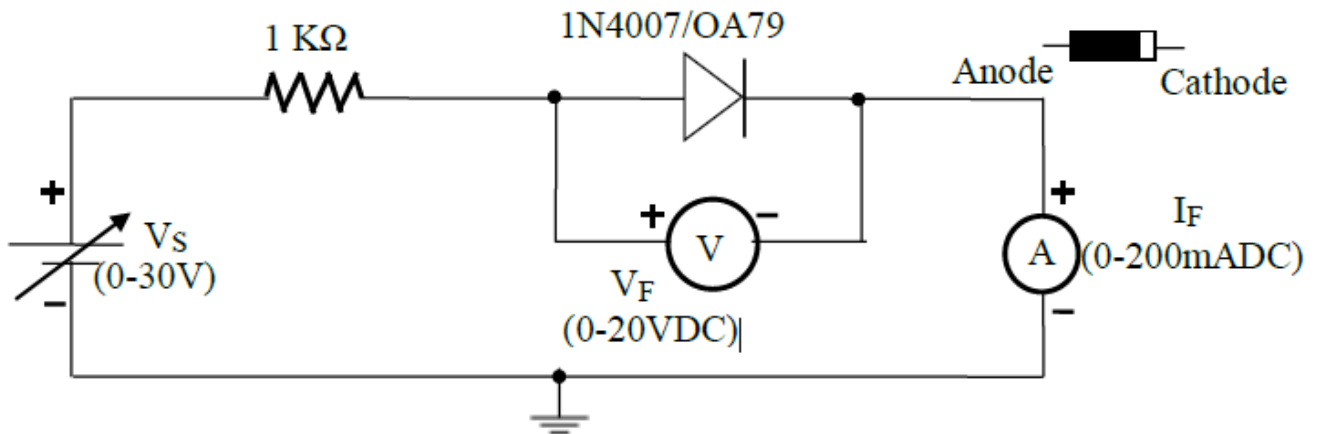 1N4007/OA79
1 KΩ
Anode
Cathode
+
VS
(0-30V)
-
+
V
-
VF
(0-20VDC)
+
A
-
IF
(0-200mADC)